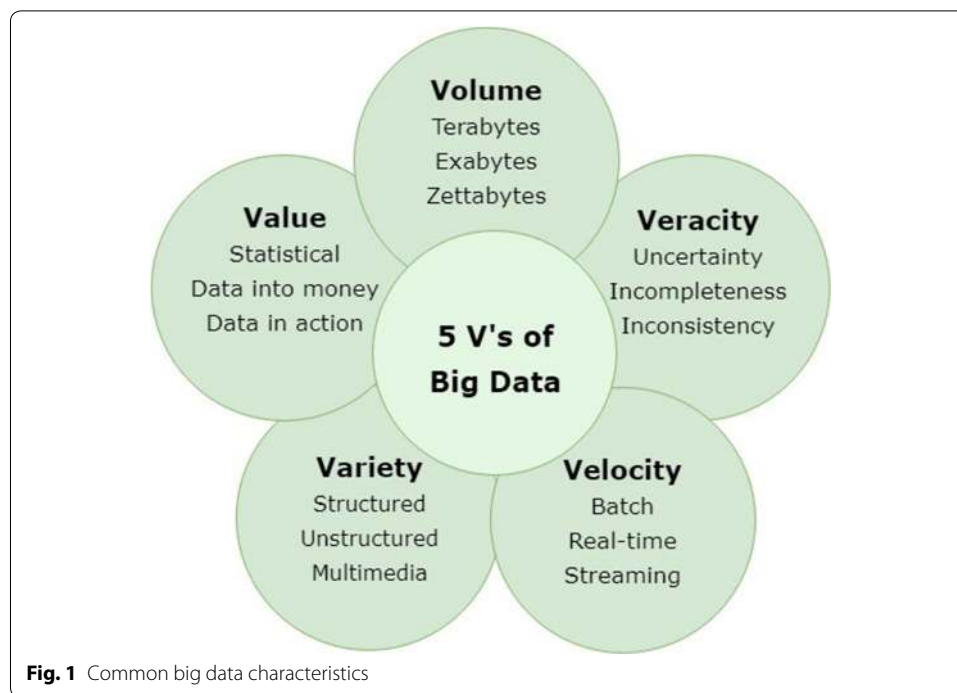 Volume
Terabytes
Exabytes
Zettabytes
Value
Statistical
Data into money
Data in action
Veracity
Uncertainty
Incompleteness
Inconsistency
5 V's of
Big Data
Variety
Structured
Unstructured
Multimedia
Velocity
Batch
Real-time
Streaming
Fig. 1 Common big data characteristics